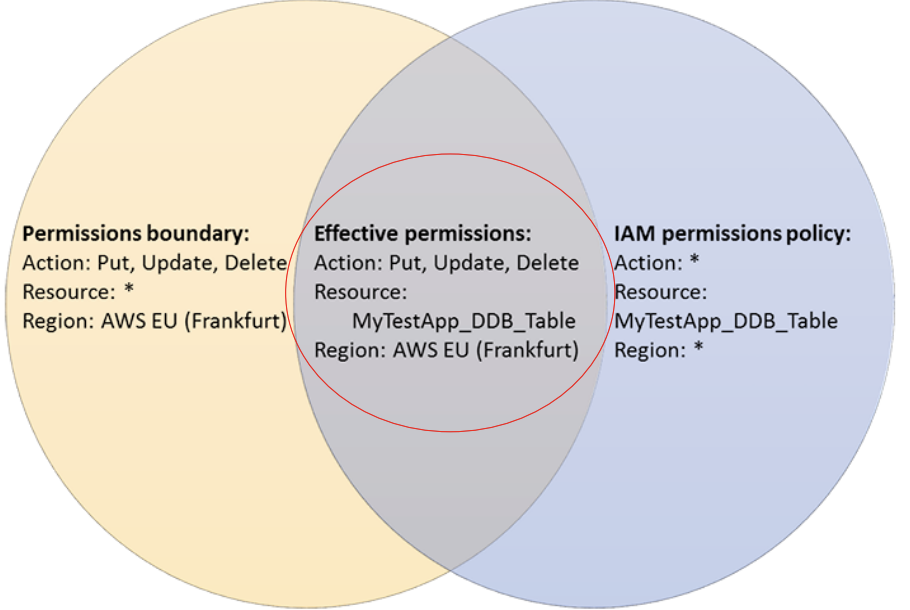 Permissions boundary:
Action: Put, Update, Delete
Resource: *
Region: AWS EU (Frankfurt)
Effective permissions:
Action: Put, Update, Delete
Resource:
MyTestApp_DDB_Table
Region: AWS EU (Frankfurt)
IAM permissions policy:
Action: *
Resource:
MyTestApp_DDB_Table
Region: *